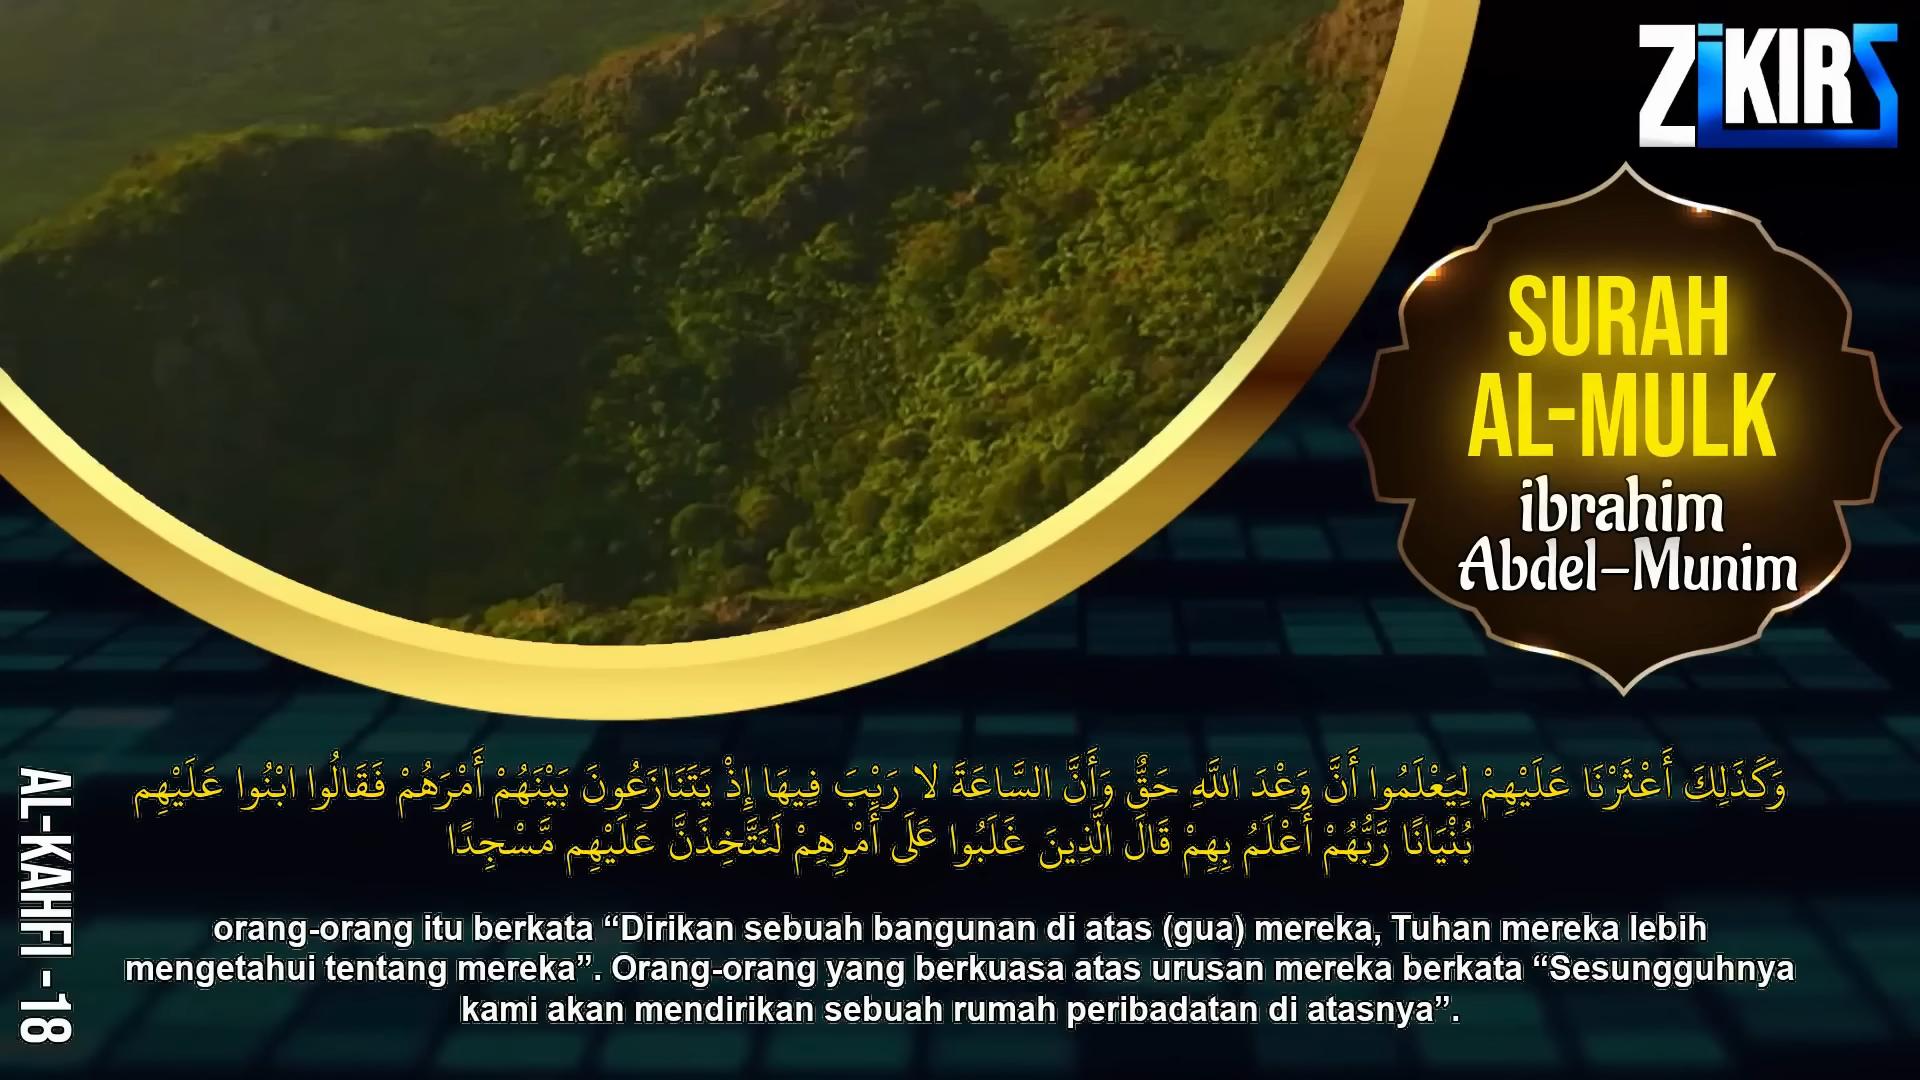 ZiKIRS
SURAH
AL-MULK
ibrahim
Abdel-Munim
وَكَذَلِكَ أَعْثَرْنَا عَلَيْهِمْ لِيَعْلَمُوا أَنَّ وَعْدَ اللَّهِ حَقٌّ وَأَنَّ السَّاعَةَ لا رَيْبَ فِيهَا إِذْ يَتَنَازَعُونَ بَيْنَهُمْ أَمْرَهُمْ فَقَالُوا ابْنُوا عَلَيْهِم
بُنْيَانًا رَّبُّهُمْ أَعْلَمُ بِهِمْ قَالَ الَّذِينَ غَلَبُوا عَلَى أَمْرِهِمْ لَنَتَّخِذَنَّ عَلَيْهِم مَّسْجِدًا
orang-orang itu berkata “Dirikan sebuah bangunan di atas (gua) mereka, Tuhan mereka lebih
mengetahui tentang mereka”. Orang-orang yang berkuasa atas urusan mereka berkata “Sesungguhnya
kami akan mendirikan sebuah rumah peribadatan di atasnya”.
AL-KAHFI - 18